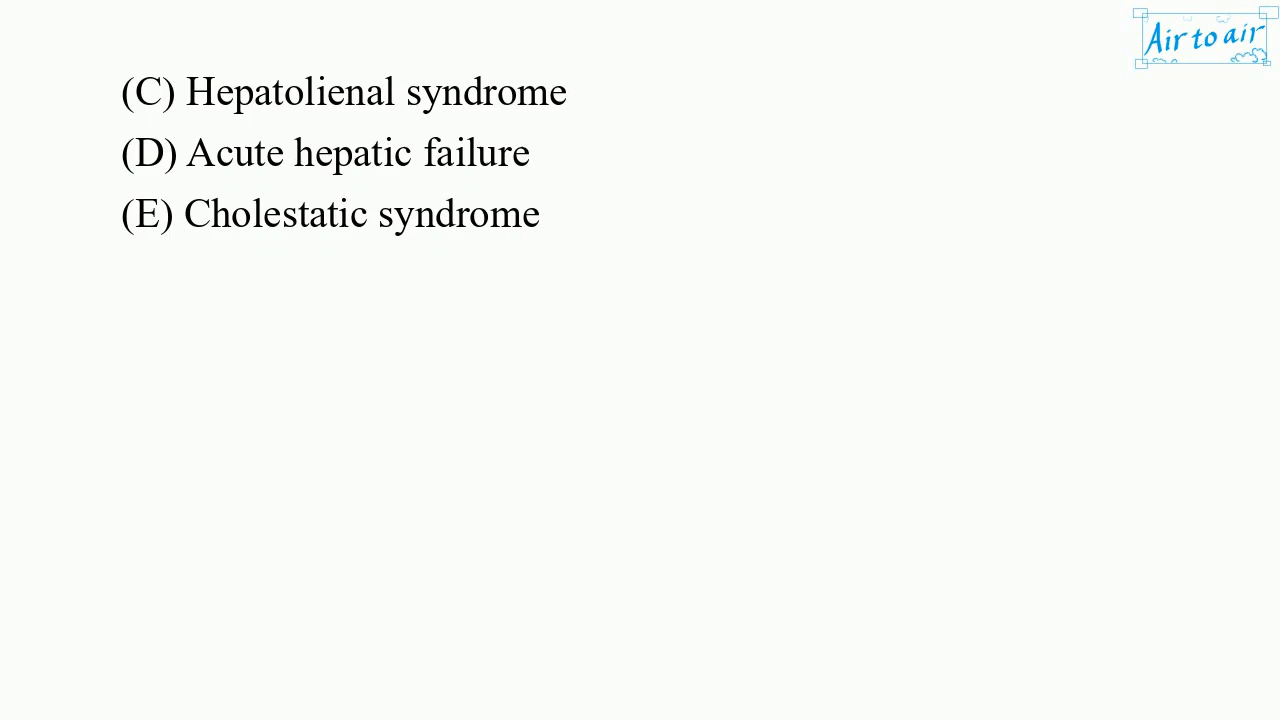 Air to air
(C) Hepatolienal syndrome
(D) Acute hepatic failure
(E) Cholestatic syndrome